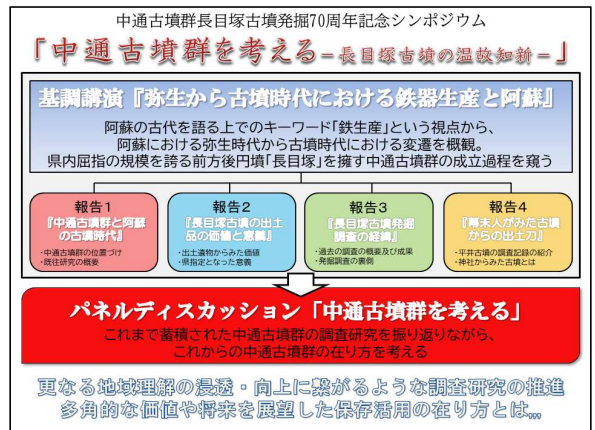 中通古墳群長目塚古墳発掘70周年記念シンポジウム
「中通古墳群を考える－長目塚古墳の温故知新－」
基調講演『弥生から古墳時代における鉄器生産と阿蘇』
阿蘇の古代を語る上でのキーワード「鉄生産」という視点から、
阿蘇における弥生時代から古墳時代における変遷を概観。
県内屈指の規模を誇る前方後円墳「長目塚」を擁す中通古墳群の成立過程を窺う
報告1
『中通古墳群と阿蘇
の古墳時代』
・中通古墳群の位置づけ
・既往研究の概要
報告2
『長目塚古墳の出土
品の価値と意義』
・出土遺物からみた価値
・県指定となった意義
報告3
『長目塚古墳発掘
調査の経緯』
・過去の調査の概要及び成果
・発掘調査の裏側
報告4
『幕末人がみた古墳
からの出土刀』
・平井古墳の調査記録の紹介
・神社からみた古墳とは
パネルディスカッション「中通古墳群を考える」
これまで蓄積された中通古墳群の調査研究を振り返りながら、
これからの中通古墳群の在り方を考える
更なる地域理解の浸透・向上に繋がるような調査研究の推進
多角的な価値や将来を展望した保存活用の在り方とは…